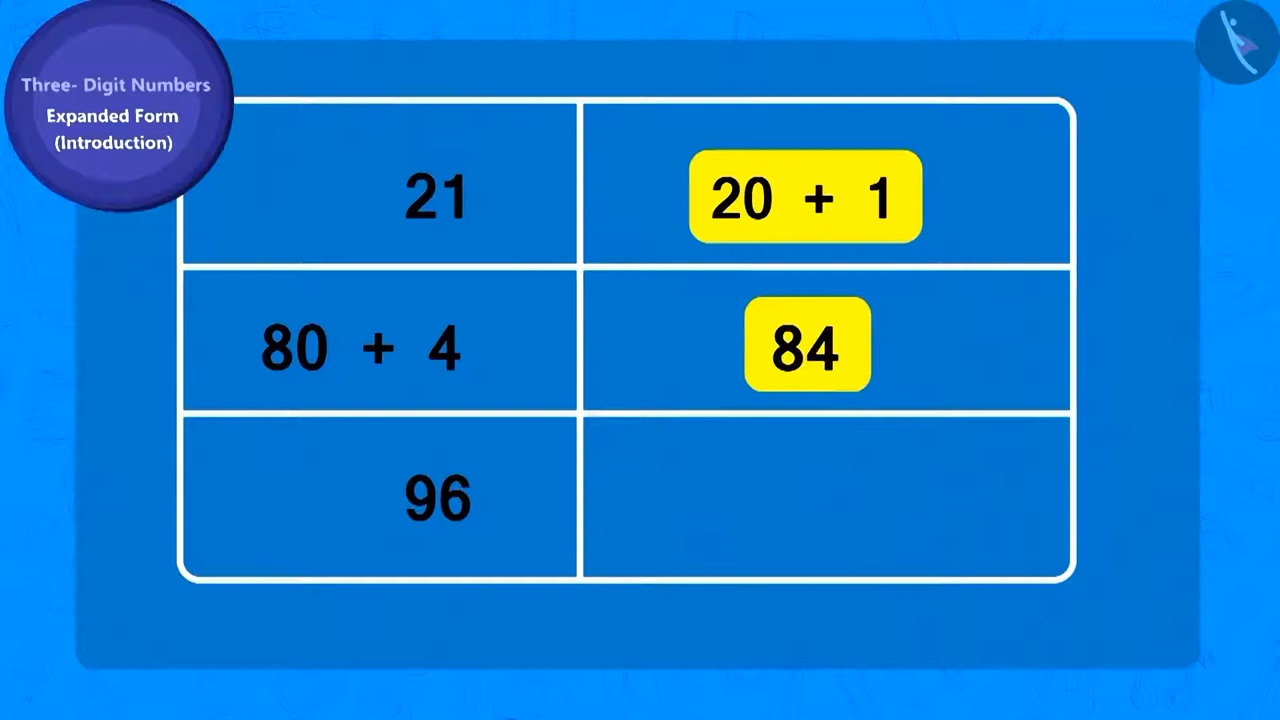 Three- Digit Numbers
Expanded Form
(Introduction)
21 20 + 1
80 + 4 84
96